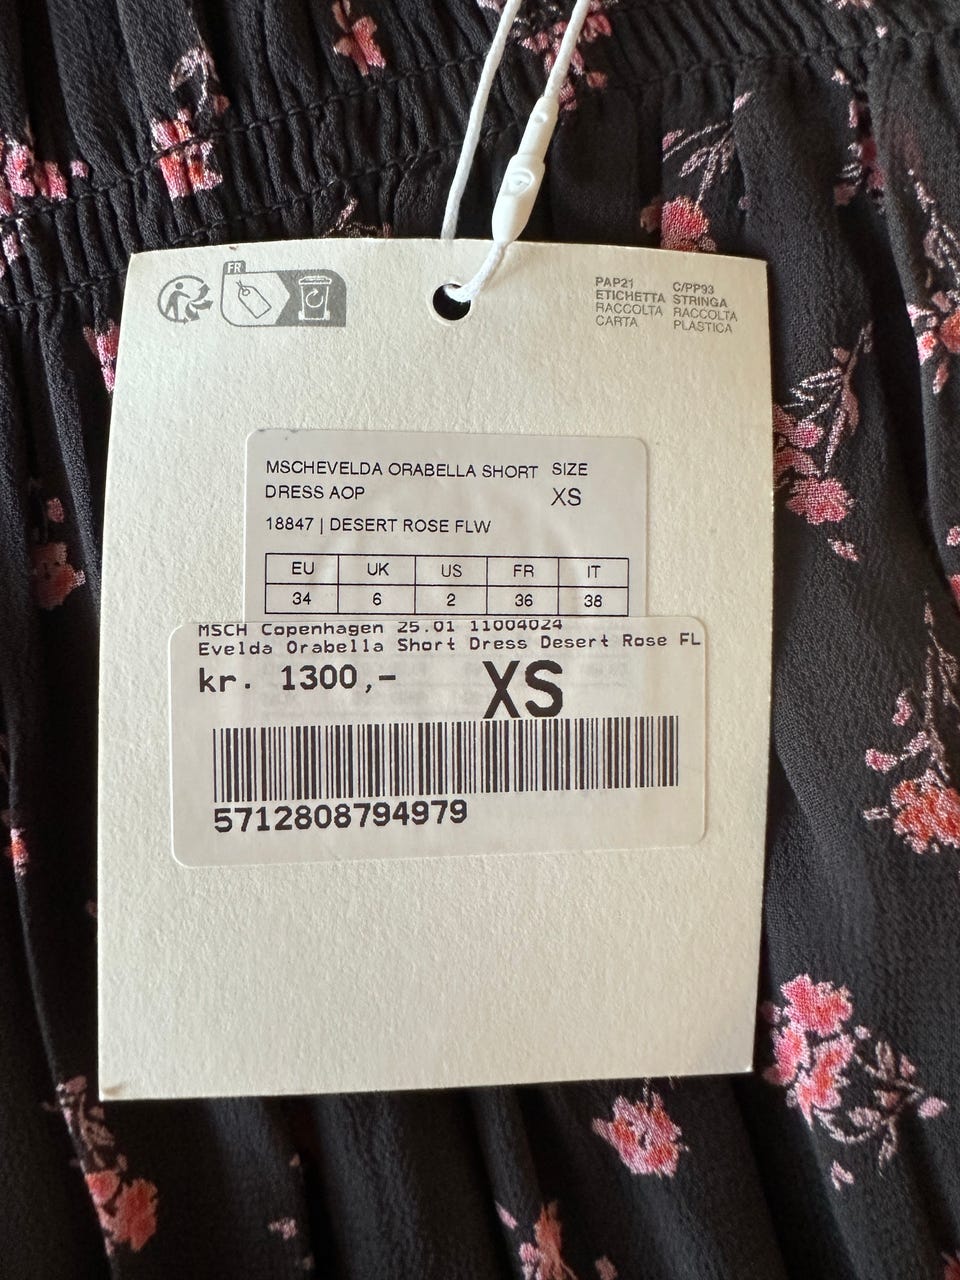 FR
PAP21
ETICHETTA
RACCOLTA
CARTA
C/PP93
STRINGA
RACCOLTA
PLASTICA
MSCHEVELDA ORABELLA SHORT
DRESS AOP
SIZE
XS
18847 | DESERT ROSE FLW
EU UK US FR IT
34 6 2 36 38
MSCH Copenhagen 25.01 11004024
Evelda Orabella Short Dress Desert Rose FL
kr. 1300,- XS
5712808794979